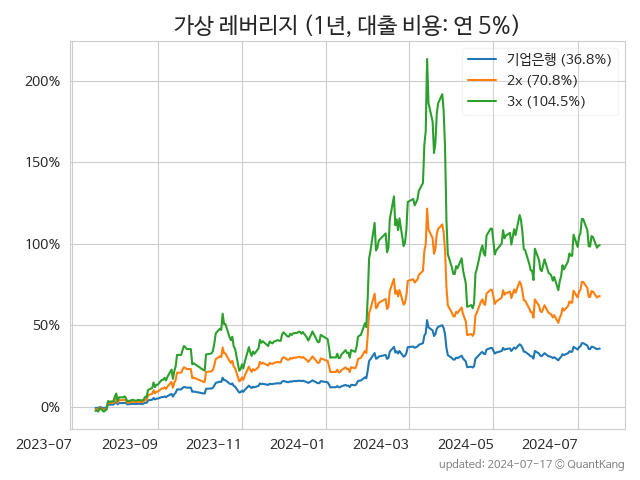 가상 레버리지 (1년, 대출 비용: 연 5%)
기업은행 (36.8%)
2x (70.8%)
3x (104.5%)
200%
150%
100%
50%
0%
2023-07 2023-09 2023-11 2024-01 2024-03 2024-05 2024-07
updated: 2024-07-17 © QuantKang